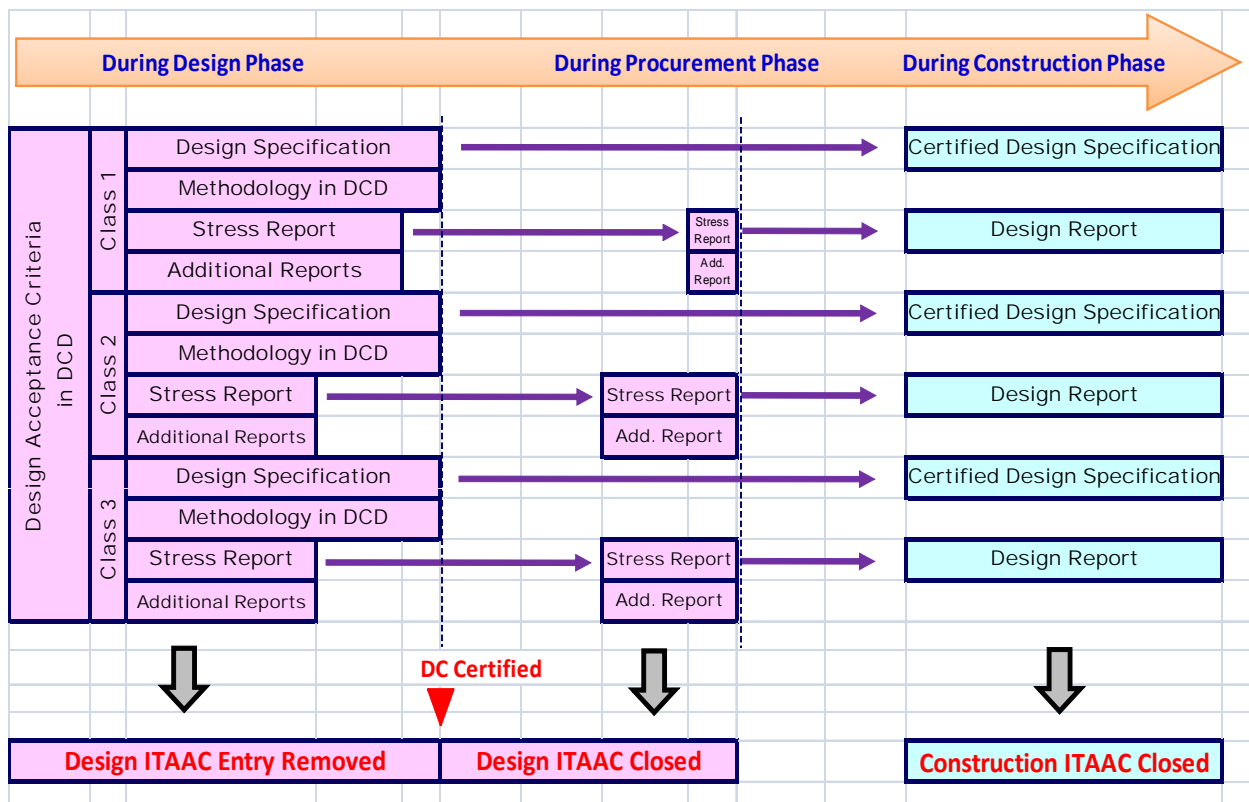 During Design Phase
During Procurement Phase
During Construction Phase
Design Acceptance Criteria
in DCD
Class 1
Design Specification
Certified Design Specification
Methodology in DCD
Stress Report
Stress
Report
Design Report
Additional Reports
Add.
Report
Class 2
Design Specification
Certified Design Specification
Methodology in DCD
Stress Report
Stress Report
Design Report
Additional Reports
Add. Report
Class 3
Design Specification
Certified Design Specification
Methodology in DCD
Stress Report
Stress Report
Design Report
Additional Reports
Add. Report
DC Certified
Design ITAAC Entry Removed
Design ITAAC Closed
Construction ITAAC Closed